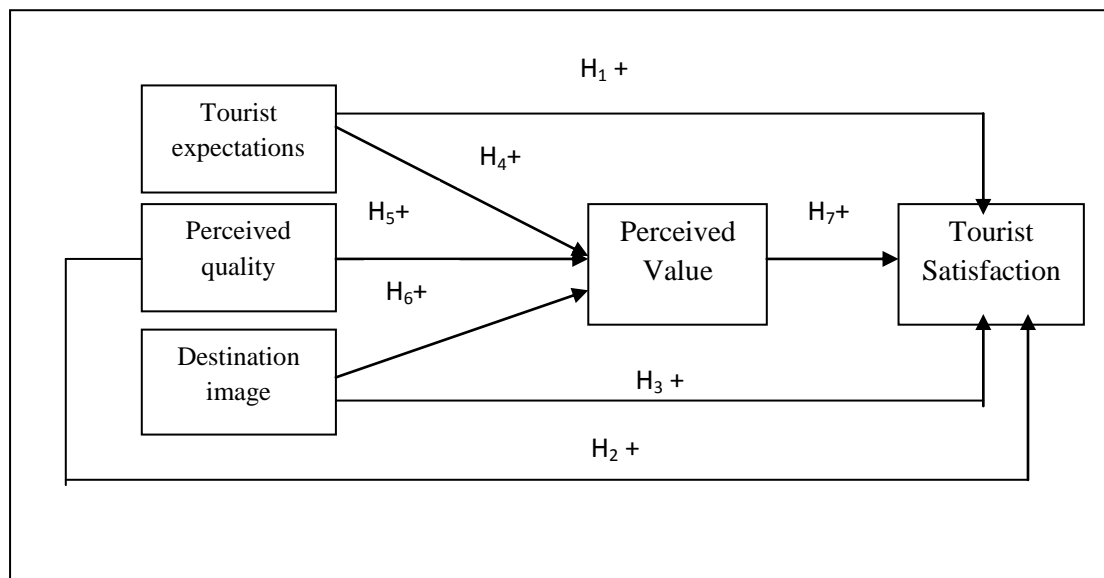 H₁ +
Tourist
expectations
H₄+
H₅+
Perceived
quality
H₆+
Destination
image
Perceived
Value
H₇+
Tourist
Satisfaction
H₃ +
H₂ +